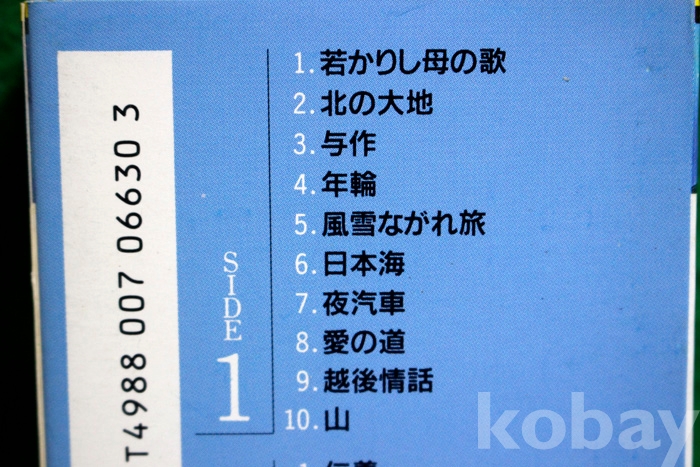 T4988 007 06630 3
SIDE 1
1. 若かりし母の歌
2. 北の大地
3. 与作
4. 年輪
5. 風雪ながれ旅
6. 日本海
7. 夜汽車
8. 愛の道
9. 越後情話
10. 山
kobay